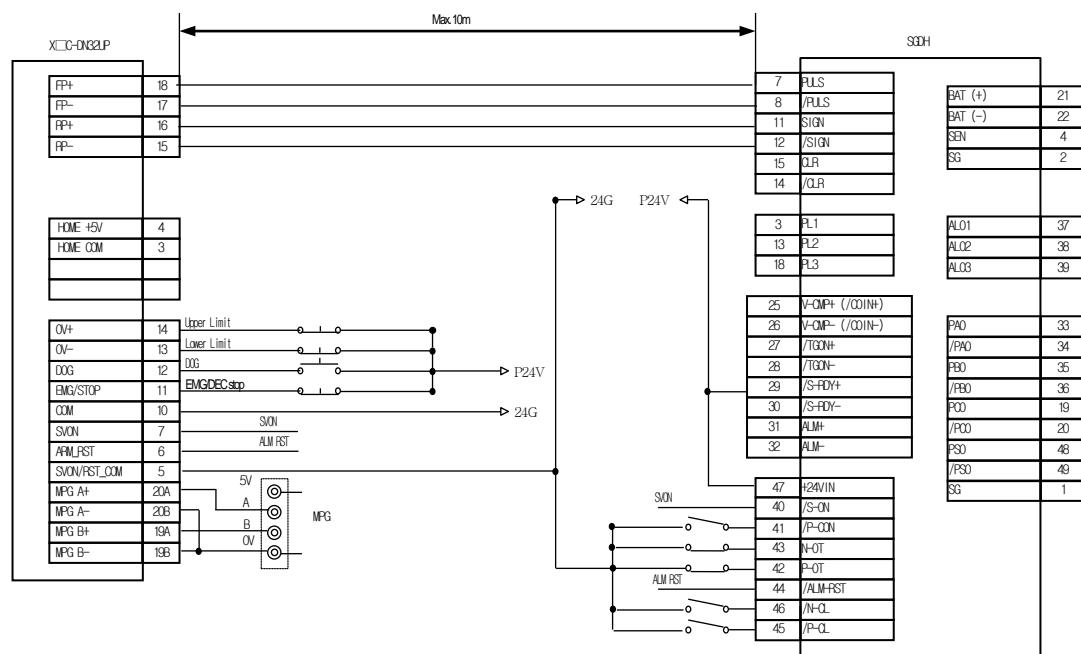 Max.10m
X□C-DN32UP
SGDH
FP+ 18
FP- 17
RP+ 16
RP- 15
HOME +5V 4
HOME COM 3
OV+ 14 Upper Limit
OV- 13 Lower Limit
DOG 12 DOG
EMG/STOP 11 EMG/DEC stop
COM 10
SVON 7 SVON
ARM_RST 6 ALM RST
SVON/RST_COM 5
MPG A+ 20A
MPG A- 20B
MPG B+ 19A
MPG B- 19B
5V
A
B
0V
MPG
P24V
24G
24G P24V
7 PULS
8 /PULS
11 SIGN
12 /SIGN
15 CLR
14 /CLR
3 PL1
13 PL2
18 PL3
25 V-CMP+ (/COIN+)
26 V-CMP- (/COIN-)
27 /TGON+
28 /TGON-
29 /S-RDY+
30 /S-RDY-
31 ALM+
32 ALM-
47 +24VIN
SVON 40 /S-ON
41 /P-CON
43 N-OT
42 P-OT
ALM RST 44 /ALM-RST
46 /N-CL
45 /P-CL
BAT (+) 21
BAT (-) 22
SEN 4
SG 2
ALO1 37
ALO2 38
ALO3 39
PAO 33
/PAO 34
PBO 35
/PBO 36
PCO 19
/PCO 20
PSO 48
/PSO 49
SG 1